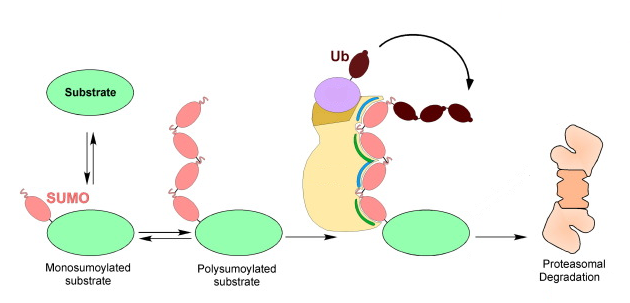 Ub
Substrate
SUMO
Monosumoylated
substrate
Polysumoylated
substrate
Proteasomal
Degradation